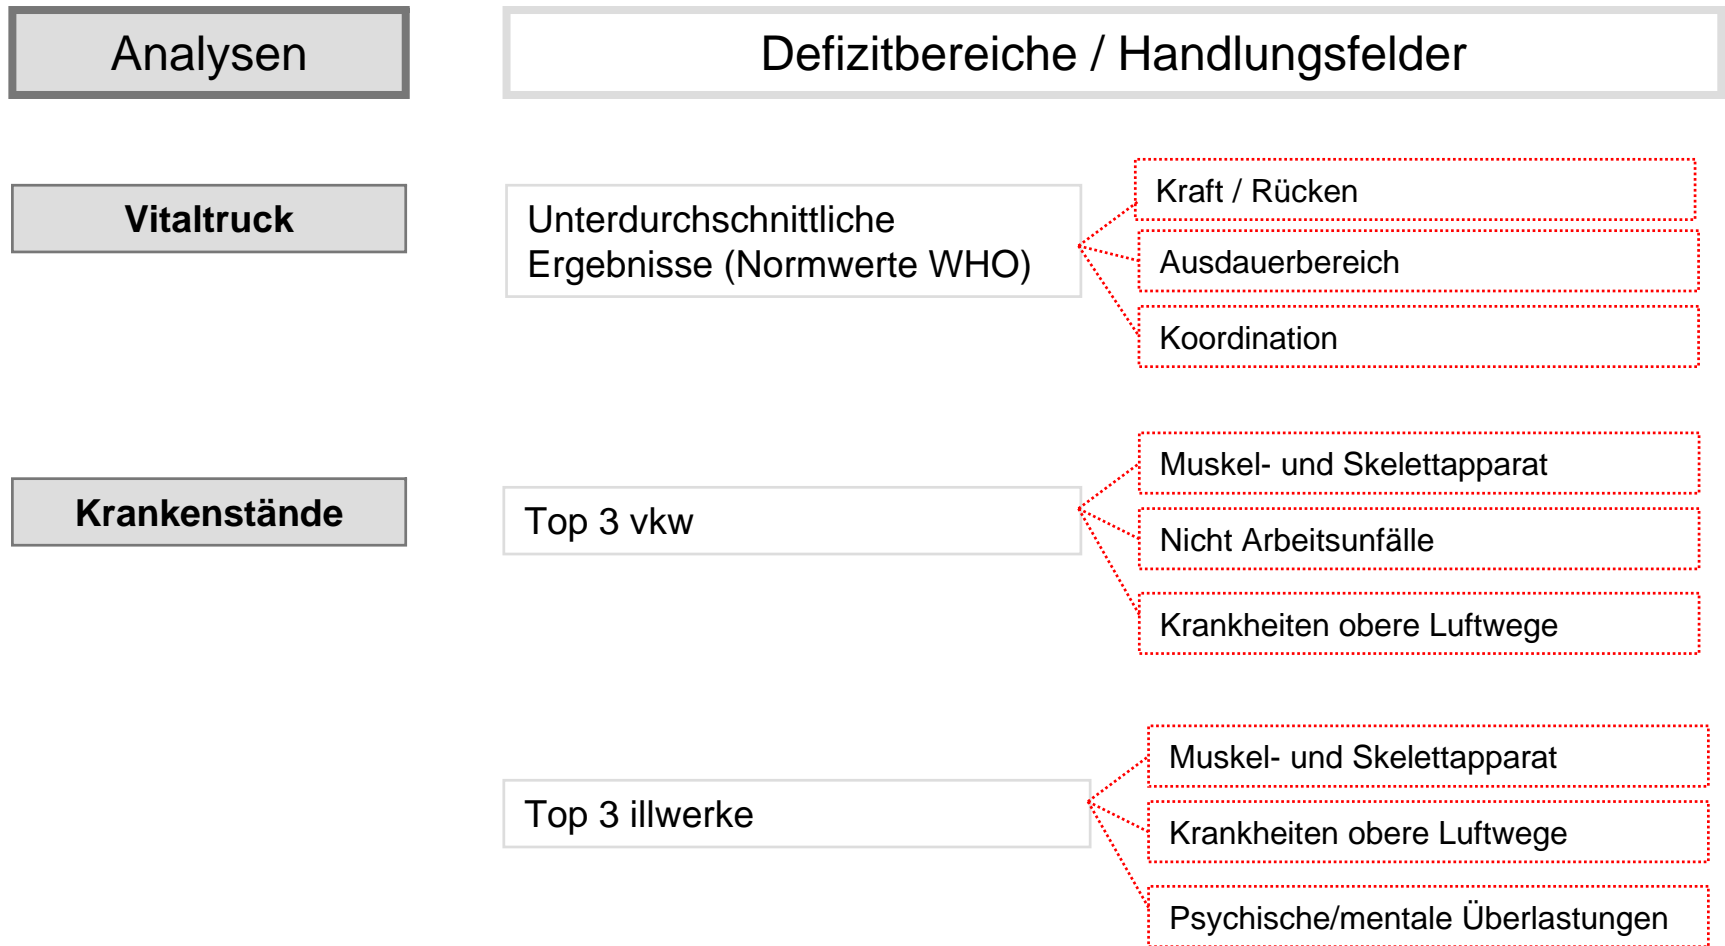 Analysen
Defizitbereiche / Handlungsfelder
Vitaltruck
Unterdurchschnittliche
Ergebnisse (Normwerte WHO)
Kraft / Rücken
Ausdauerbereich
Koordination
Krankenstände
Top 3 vkw
Muskel- und Skelettapparat
Nicht Arbeitsunfälle
Krankheiten obere Luftwege
Top 3 illwerke
Muskel- und Skelettapparat
Krankheiten obere Luftwege
Psychische/mentale Überlastungen